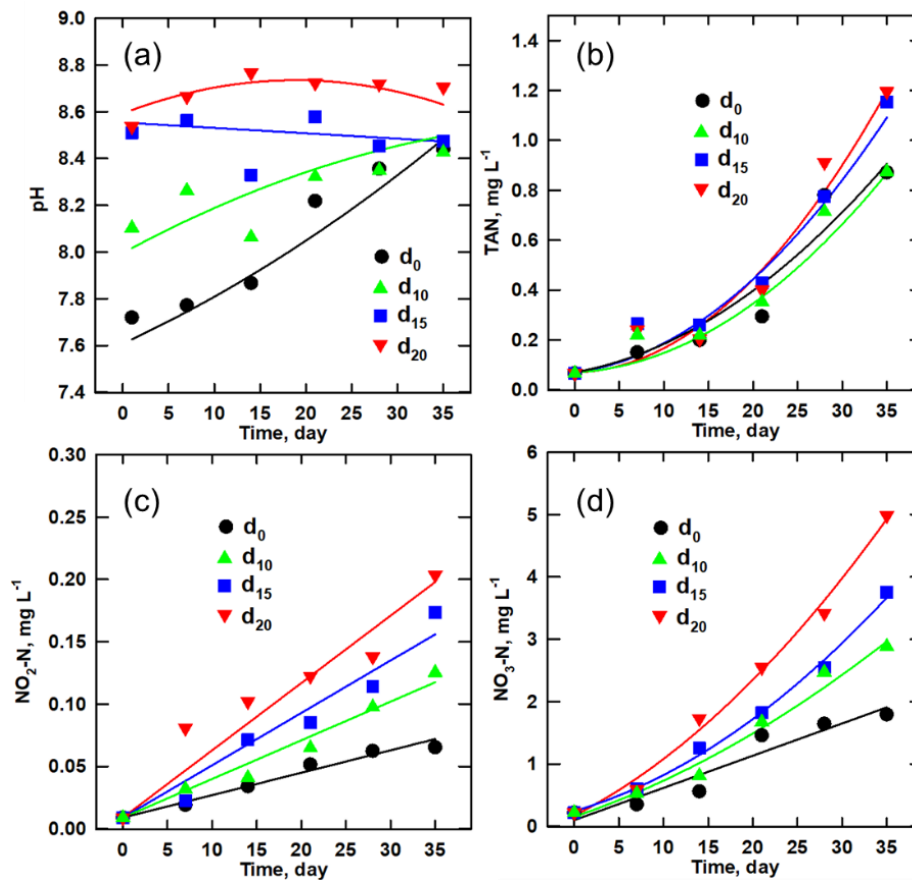 (a)
pH
9.0
8.8
8.6
8.4
8.2
8.0
7.8
7.6
7.4
d0
d10
d15
d20
0 5 10 15 20 25 30 35
Time, day
(b)
TAN, mg L-1
1.4
1.2
1.0
0.8
0.6
0.4
0.2
0.0
d0
d10
d15
d20
0 5 10 15 20 25 30 35
Time, day
(c)
NO2-N, mg L-1
0.30
0.25
0.20
0.15
0.10
0.05
0.00
d0
d10
d15
d20
0 5 10 15 20 25 30 35
Time, day
(d)
NO3-N, mg L-1
6
5
4
3
2
1
0
d0
d10
d15
d20
0 5 10 15 20 25 30 35
Time, day